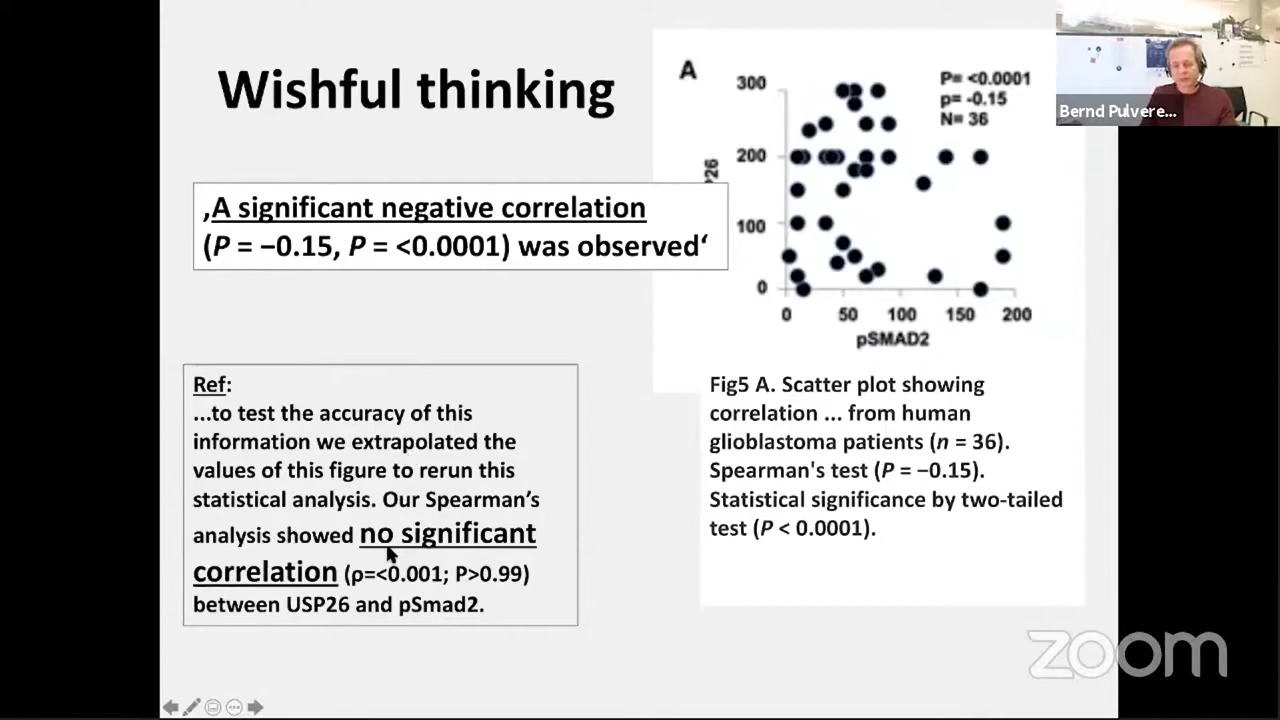 Wishful thinking
‚A significant negative correlation
(P = −0.15, P = <0.0001) was observed‘
A
P= <0.0001
p= -0.15
N= 36
300
200
100
0
P26
0 50 100 150 200
pSMAD2
Ref:
...to test the accuracy of this
information we extrapolated the
values of this figure to rerun this
statistical analysis. Our Spearman’s
analysis showed no significant
correlation (ρ=<0.001; P>0.99)
between USP26 and pSmad2.
Fig5 A. Scatter plot showing
correlation ... from human
glioblastoma patients (n = 36).
Spearman's test (P = −0.15).
Statistical significance by two-tailed
test (P < 0.0001).
Bernd Pulvere...
zoom